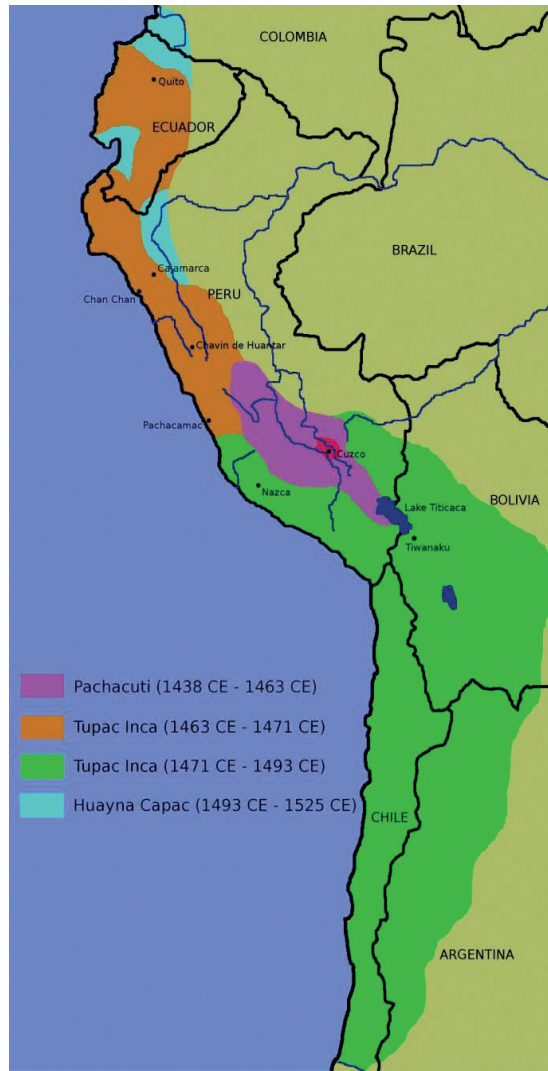 COLOMBIA
Quito
ECUADOR
BRAZIL
Cajamarca
PERU
Chan Chan
Chavin de Huantar
Pachacamac
Cuzco
Nazca
BOLIVIA
Lake Titicaca
Tiwanaku
Pachacuti (1438 CE - 1463 CE)
Tupac Inca (1463 CE - 1471 CE)
Tupac Inca (1471 CE - 1493 CE)
Huayna Capac (1493 CE - 1525 CE)
CHILE
ARGENTINA